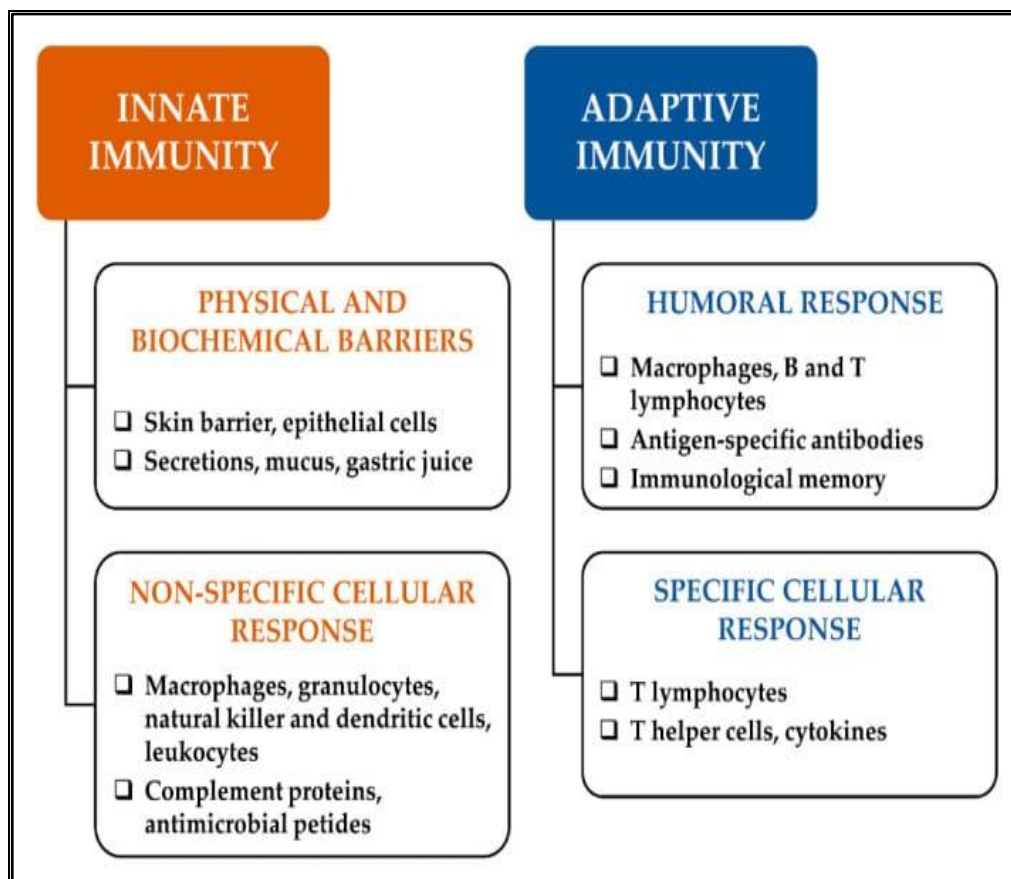 INNATE
IMMUNITY
PHYSICAL AND
BIOCHEMICAL BARRIERS
❑ Skin barrier, epithelial cells
❑ Secretions, mucus, gastric juice
NON-SPECIFIC CELLULAR
RESPONSE
❑ Macrophages, granulocytes,
natural killer and dendritic cells,
leukocytes
❑ Complement proteins,
antimicrobial petides
ADAPTIVE
IMMUNITY
HUMORAL RESPONSE
❑ Macrophages, B and T
lymphocytes
❑ Antigen-specific antibodies
❑ Immunological memory
SPECIFIC CELLULAR
RESPONSE
❑ T lymphocytes
❑ T helper cells, cytokines